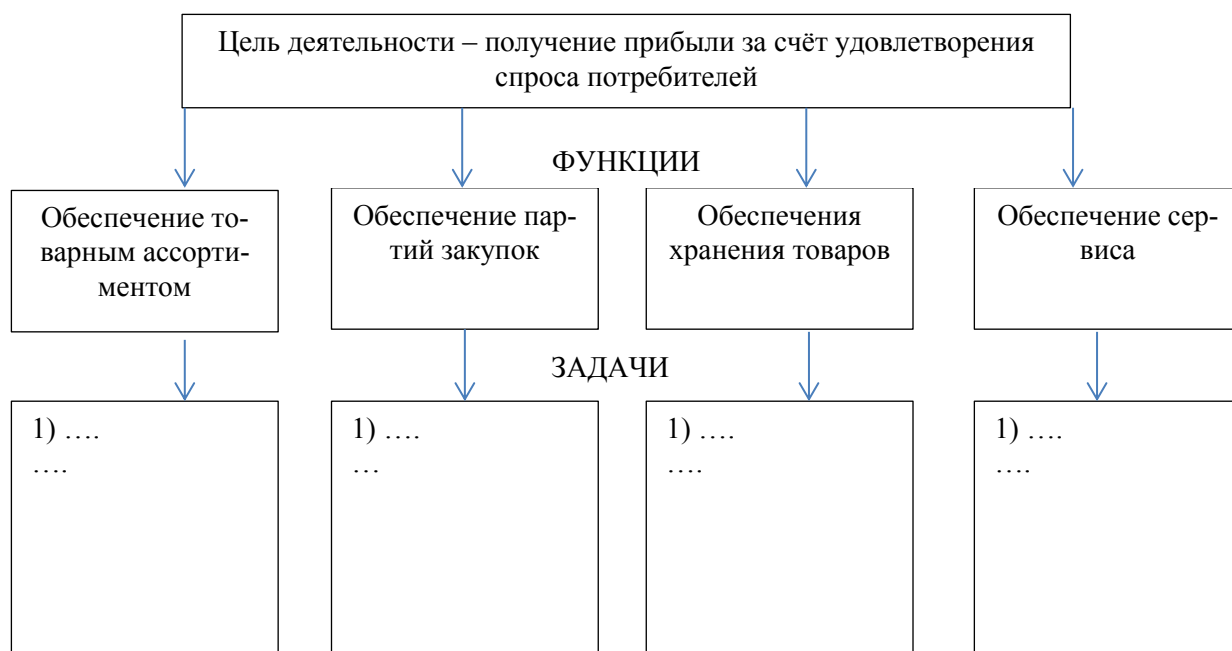 Цель деятельности – получение прибыли за счёт удовлетворения
спроса потребителей
ФУНКЦИИ
Обеспечение то-
варным ассорти-
ментом
Обеспечение пар-
тий закупок
Обеспечения
хранения товаров
Обеспечение сер-
виса
ЗАДАЧИ
1) ….
….
1) ….
…
1) ….
….
1) ….
….